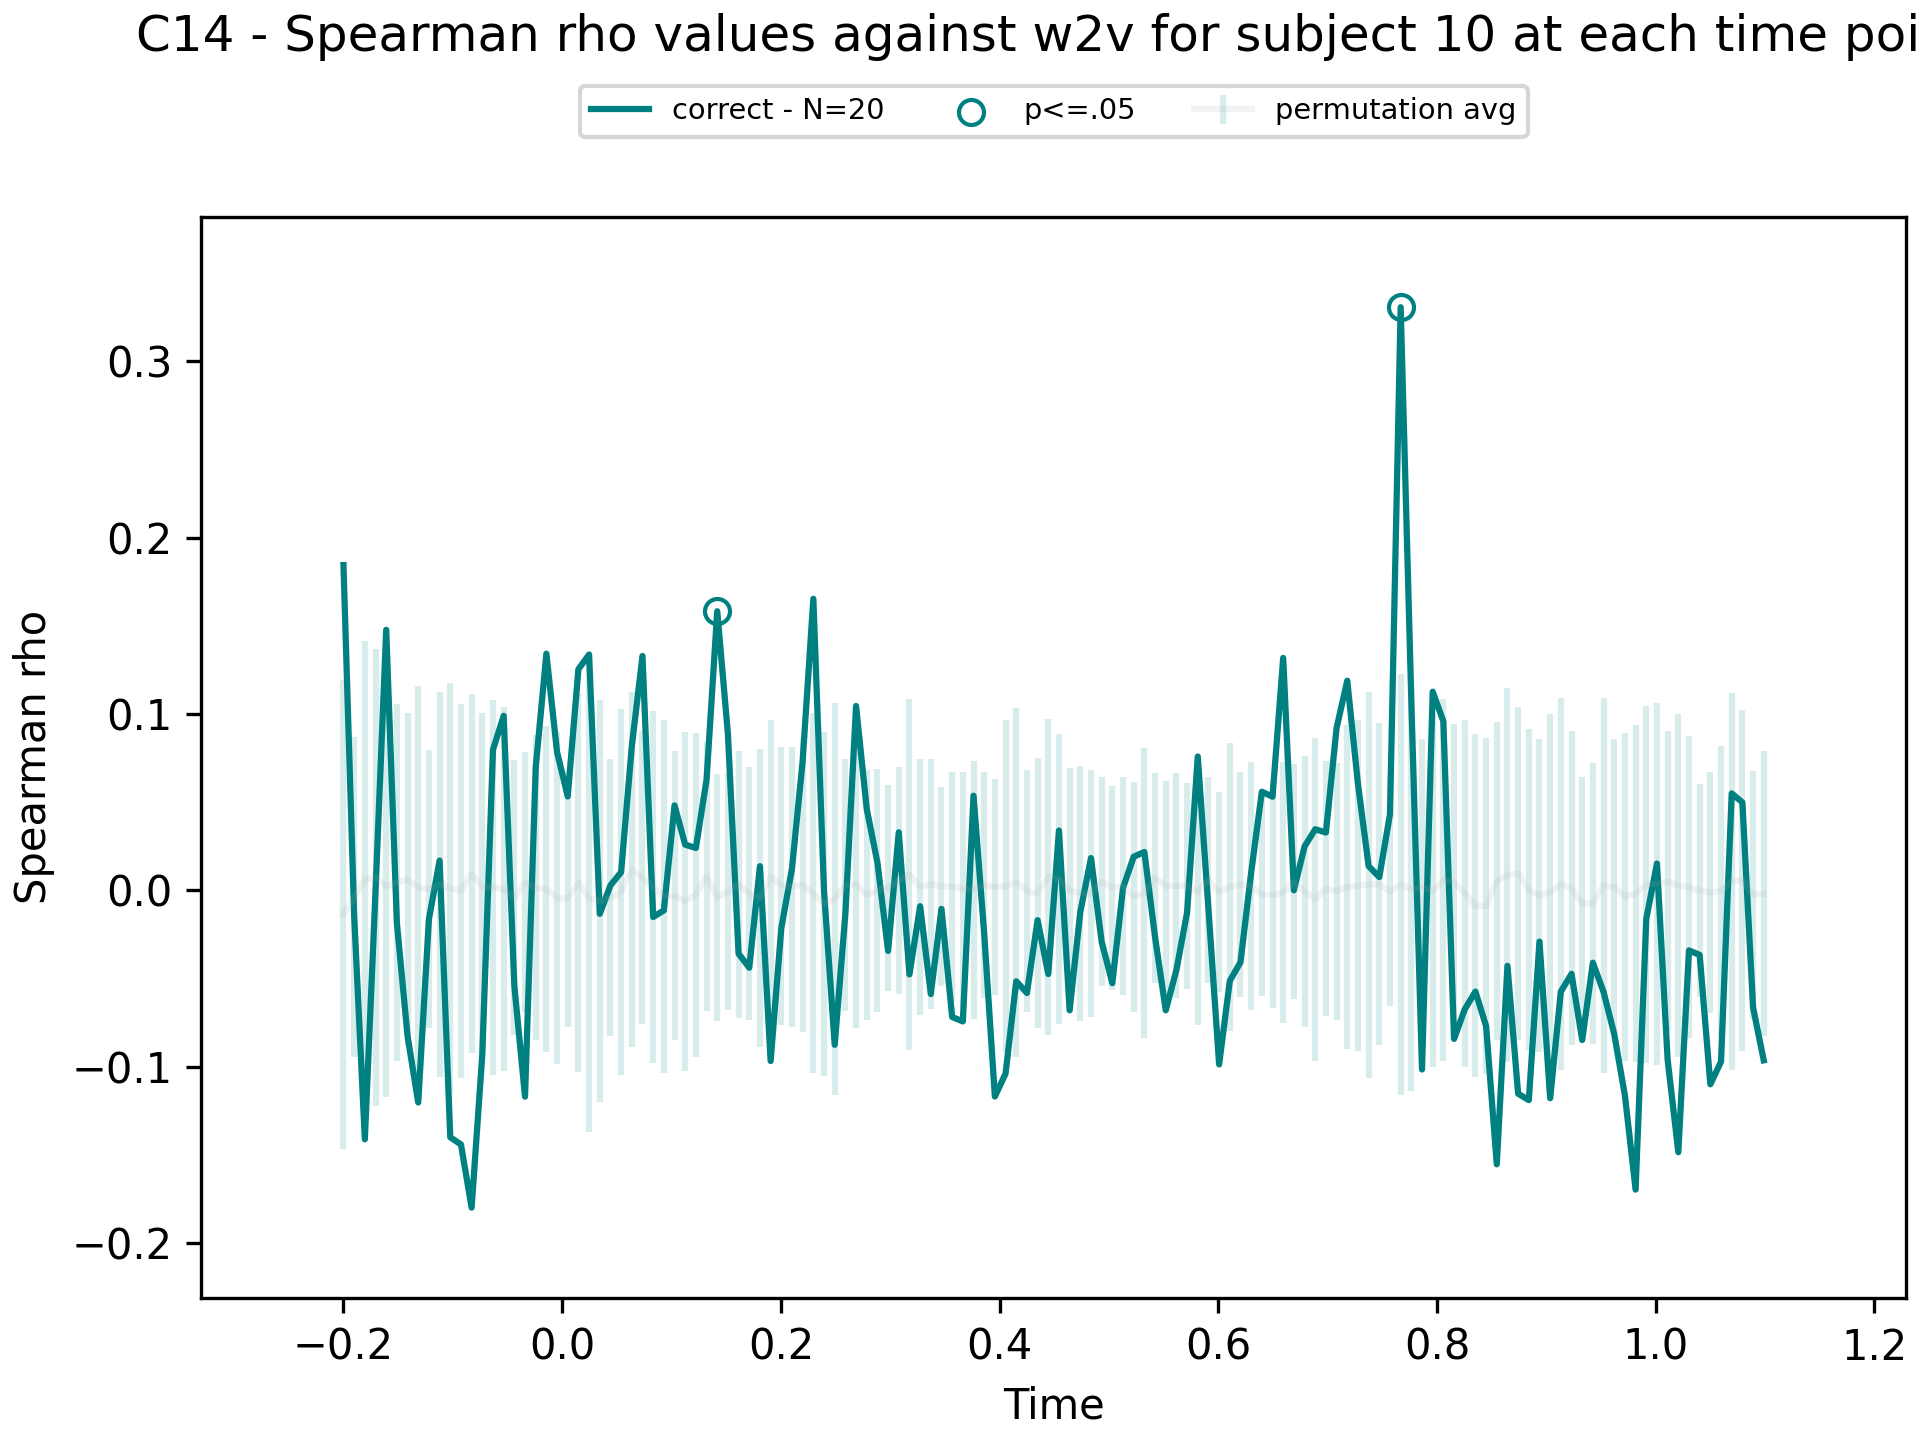 C14 - Spearman rho values against w2v for subject 10 at each time poi
correct - N=20
p<=.05
permutation avg
Spearman rho
0.3
0.2
0.1
0.0
−0.1
−0.2
−0.2 0.0 0.2 0.4 0.6 0.8 1.0 1.2
Time